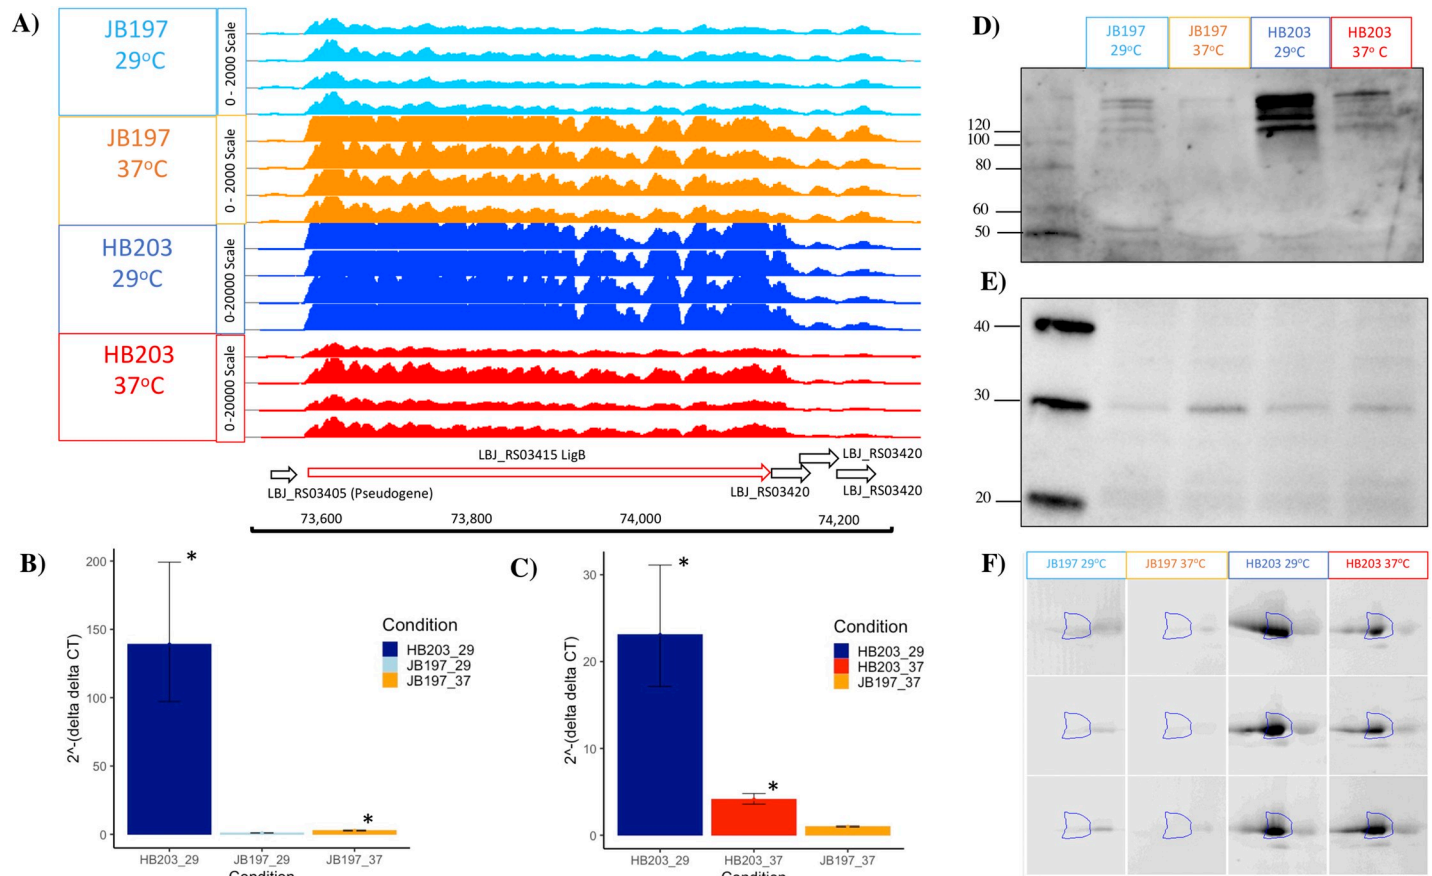 A)
JB197
29°C
0 - 2000 Scale
JB197
37°C
0 - 2000 Scale
HB203
29°C
0-20000 Scale
HB203
37°C
0-20000 Scale
LBJ_RS03415 LigB
LBJ_RS03420
LBJ_RS03405 (Pseudogene)
LBJ_RS03420
LBJ_RS03420
73,600
73,800
74,000
74,200
B)
200
150
100
50
0
2^-(delta delta CT)
*
*
HB203_29
JB197_29
JB197_37
Condition
Condition
HB203_29
JB197_29
JB197_37
C)
30
20
10
0
2^-(delta delta CT)
*
*
HB203_29
HB203_37
JB197_37
Condition
Condition
HB203_29
HB203_37
JB197_37
D)
JB197
29°C
JB197
37°C
HB203
29°C
HB203
37° C
120
100
80
60
50
E)
40
30
20
F)
JB197 29°C
JB197 37°C
HB203 29°C
HB203 37°C